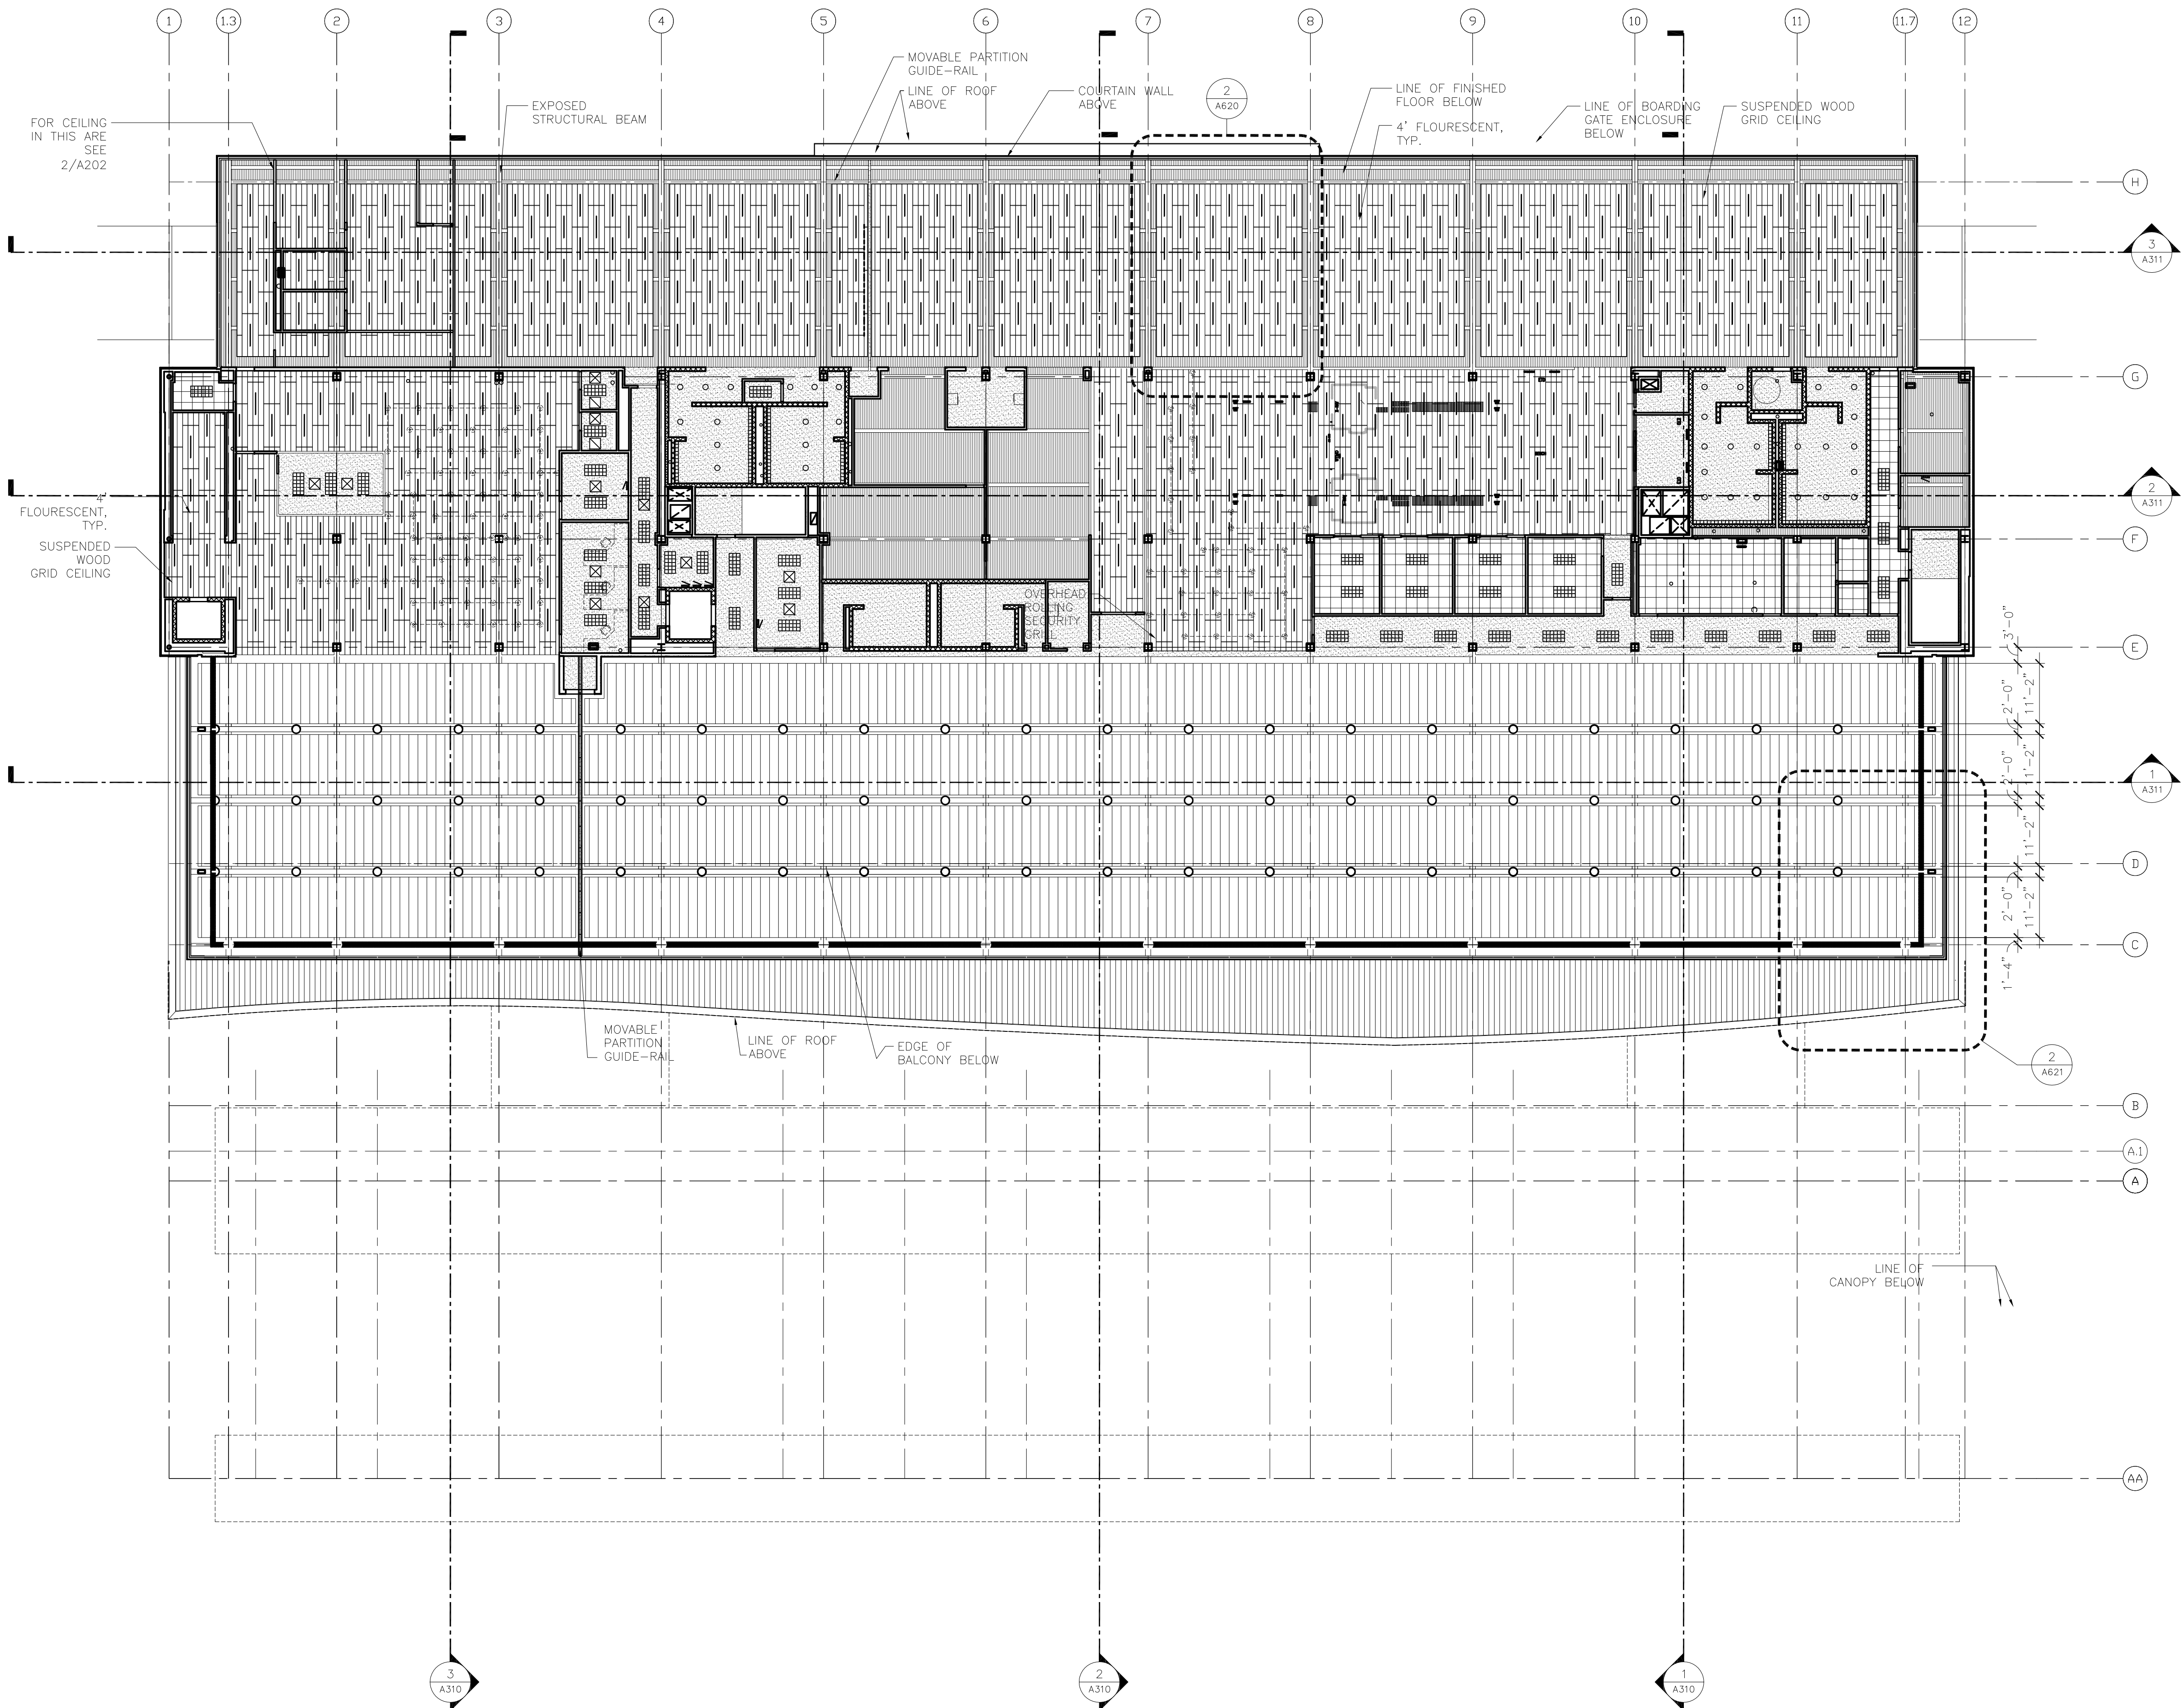 1
1.3
2
3
4
5
6
7
8
9
10
11
11.7
12
MOVABLE PARTITION
GUIDE-RAIL
LINE OF ROOF
ABOVE
COURTAIN WALL
ABOVE
2
A620
LINE OF FINISHED
FLOOR BELOW
4' FLOURESCENT,
TYP.
LINE OF BOARDING
GATE ENCLOSURE
BELOW
SUSPENDED WOOD
GRID CEILING
EXPOSED
STRUCTURAL BEAM
FOR CEILING
IN THIS ARE
SEE
2/A202
H
3
A311
G
4'
FLOURESCENT,
TYP.
2
A311
SUSPENDED
WOOD
GRID CEILING
F
OVERHEAD
ROLLING
SECURITY
GRILL
E
3'-0"
2'-0"
11'-2"
2'-0"
11'-2"
1
A311
11'-2"
D
2'-0"
11'-2"
C
1'-4"
MOVABLE
PARTITION
GUIDE-RAIL
LINE OF ROOF
ABOVE
EDGE OF
BALCONY BELOW
2
A621
B
A.1
A
LINE OF
CANOPY BELOW
AA
3
A310
2
A310
1
A310